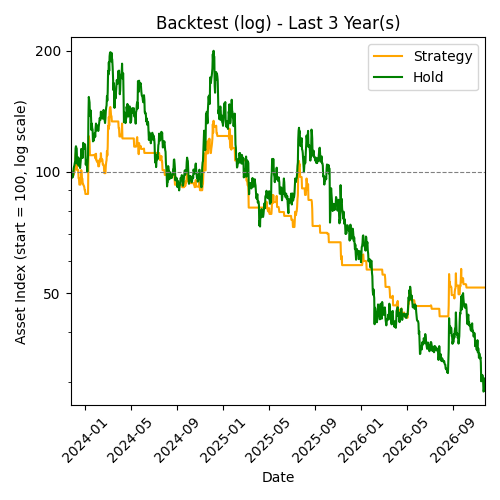 Backtest (log) - Last 3 Year(s)
Strategy
Hold
Asset Index (start = 100, log scale)
200
100
50
2024-01
2024-05
2024-09
2025-01
2025-05
2025-09
2026-01
2026-05
2026-09
Date